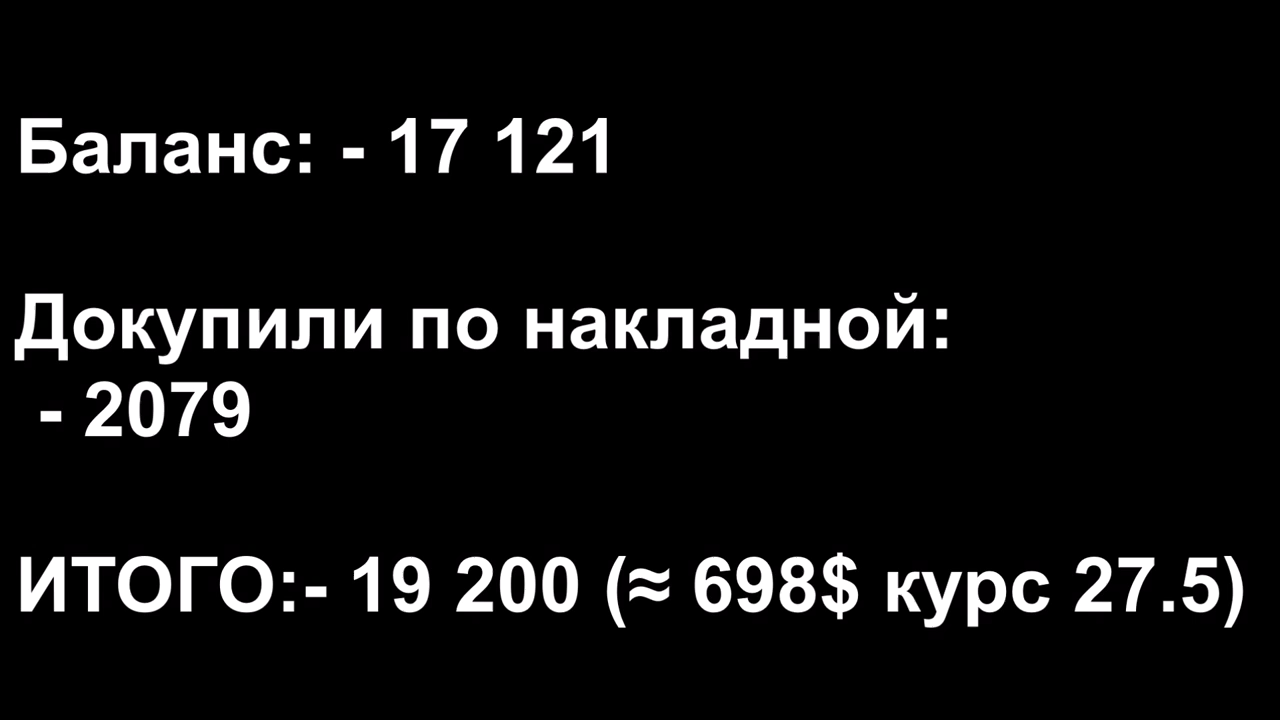 Баланс: - 17 121
Докупили по накладной:
- 2079
ИТОГО:- 19 200 (≈ 698$ курс 27.5)